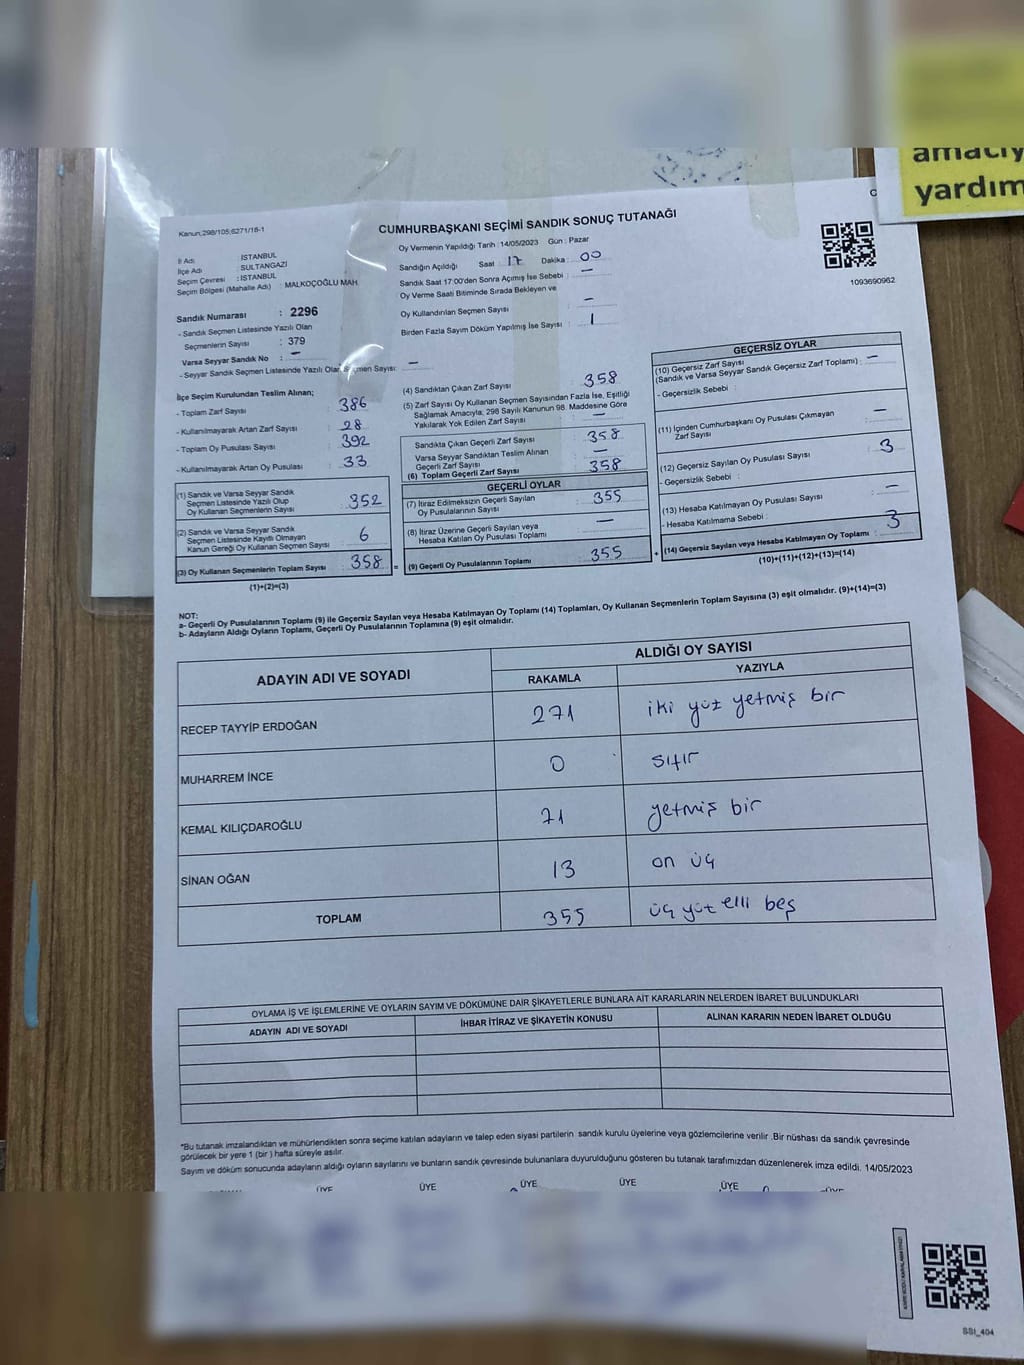 amacıy
yardım
Kanun;298/105;6271/16-1
CUMHURBAŞKANI SEÇİMİ SANDIK SONUÇ TUTANAĞI
İl Adı : İSTANBUL
İlçe Adı : SULTANGAZİ
Seçim Çevresi : İSTANBUL
Seçim Bölgesi (Mahalle Adı) : MALKOÇOĞLU MAH.
Oy Vermenin Yapıldığı Tarih : 14/05/2023 Gün : Pazar
Sandığın Açıldığı Saat : 17 Dakika : 00
Sandık Saat 17:00'den Sonra Açımış İse Sebebi : —
Oy Verme Saati Bitiminde Sırada Bekleyen ve
Oy Kullandırılan Seçmen Sayısı : —
Birden Fazla Sayım Döküm Yapılmış İse Sayısı : 1
1093690962
Sandık Numarası : 2296
- Sandık Seçmen Listesinde Yazılı Olan
Seçmenlerin Sayısı : 379
Varsa Seyyar Sandık No : —
- Seyyar Sandık Seçmen Listesinde Yazılı Olan Seçmen Sayısı: —
İlçe Seçim Kurulundan Teslim Alınan;
- Toplam Zarf Sayısı : 386
- Kullanılmayarak Artan Zarf Sayısı : 28
- Toplam Oy Pusulası Sayısı : 392
- Kullanılmayarak Artan Oy Pusulası : 33
(1) Sandık ve Varsa Seyyar Sandık
Seçmen Listesinde Yazılı Olup
Oy Kullanan Seçmenlerin Sayısı : 352
(2) Sandık ve Varsa Seyyar Sandık
Seçmen Listesinde Kayıtlı Olmayan
Kanun Gereği Oy Kullanan Seçmen Sayısı : 6
(3) Oy Kullanan Seçmenlerin Toplam Sayısı : 358 =
(1)+(2)=(3)
(4) Sandıktan Çıkan Zarf Sayısı : 358
(5) Zarf Sayısı Oy Kullanan Seçmen Sayısından Fazla İse, Eşitliği
Sağlamak Amacıyla; 298 Sayılı Kanunun 98. Maddesine Göre
Yakılarak Yok Edilen Zarf Sayısı : —
Sandıkta Çıkan Geçerli Zarf Sayısı : 358
Varsa Seyyar Sandıktan Teslim Alınan
Geçerli Zarf Sayısı : —
(6) Toplam Geçerli Zarf Sayısı : 358
GEÇERLİ OYLAR
(7) İtiraz Edilmeksizin Geçerli Sayılan
Oy Pusulalarının Sayısı : 355
(8) İtiraz Üzerine Geçerli Sayılan veya
Hesaba Katılan Oy Pusulası Toplamı : —
(9) Geçerli Oy Pusulalarının Toplamı : 355 +
GEÇERSİZ OYLAR
(10) Geçersiz Zarf Sayısı
(Sandık ve Varsa Seyyar Sandık Geçersiz Zarf Toplamı) : —
- Geçersizlik Sebebi :
(11) İçinden Cumhurbaşkanı Oy Pusulası Çıkmayan
Zarf Sayısı : —
(12) Geçersiz Sayılan Oy Pusulası Sayısı : 3
- Geçersizlik Sebebi :
(13) Hesaba Katılmayan Oy Pusulası Sayısı : —
- Hesaba Katılmama Sebebi :
(14) Geçersiz Sayılan veya Hesaba Katılmayan Oy Toplamı : 3
(10)+(11)+(12)+(13)=(14)
NOT:
a- Geçerli Oy Pusulalarının Toplamı (9) ile Geçersiz Sayılan veya Hesaba Katılmayan Oy Toplamı (14) Toplamları, Oy Kullanan Seçmenlerin Toplam Sayısına (3) eşit olmalıdır. (9)+(14)=(3)
b- Adayların Aldığı Oyların Toplamı, Geçerli Oy Pusulalarının Toplamına (9) eşit olmalıdır.
ADAYIN ADI VE SOYADI
ALDIĞI OY SAYISI
RAKAMLA YAZIYLA
RECEP TAYYİP ERDOĞAN 271 iki yüz yetmiş bir
MUHARREM İNCE 0 sıfır
KEMAL KILIÇDAROĞLU 71 yetmiş bir
SİNAN OĞAN 13 on üç
TOPLAM 355 üç yüz elli beş
OYLAMA İŞ VE İŞLEMLERİNE VE OYLARIN SAYIM VE DÖKÜMÜNE DAİR ŞİKAYETLERLE BUNLARA AİT KARARLARIN NELERDEN İBARET BULUNDUKLARI
ADAYIN ADI VE SOYADI İHBAR İTİRAZ VE ŞİKAYETİN KONUSU ALINAN KARARIN NEDEN İBARET OLDUĞU
*Bu tutanak imzalandıktan ve mühürlendikten sonra seçime katılan adayların ve talep eden siyasi partilerin sandık kurulu üyelerine veya gözlemcilerine verilir .Bir nüshası da sandık çevresinde
görülecek bir yere 1 (bir ) hafta süreyle asılır.
Sayım ve döküm sonucunda adayların aldığı oyların sayılarını ve bunların sandık çevresinde bulunanlara duyurulduğunu gösteren bu tutanak tarafımızdan düzenlenerek imza edildi. 14/05/2023
ÜYE ÜYE ÜYE ÜYE ÜYE
SSI_404